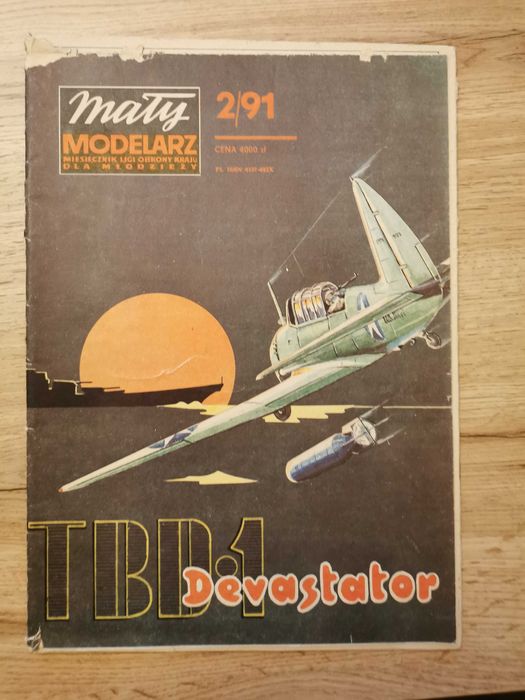 Mały
MODELARZ
MIESIĘCZNIK LIGI OBRONY KRAJU
DLA MŁODZIEŻY
2/91
CENA 4000 zł
TBD-1
Devastator